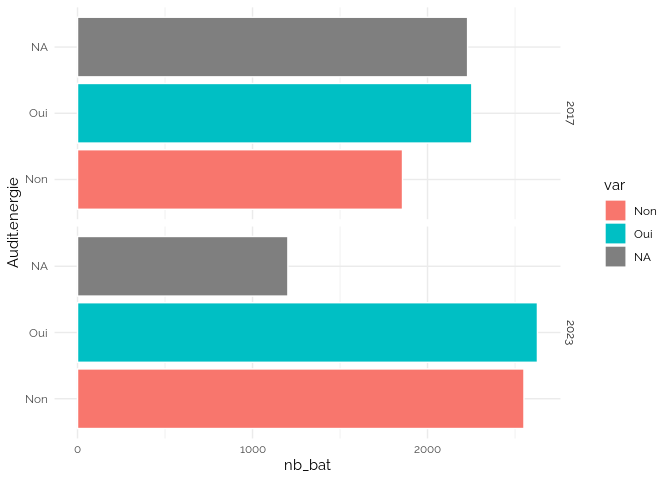 NA
Oui
Non
2017
NA
Oui
Non
2023
Audit.energie
0
1000
2000
nb_bat
var
Non
Oui
NA